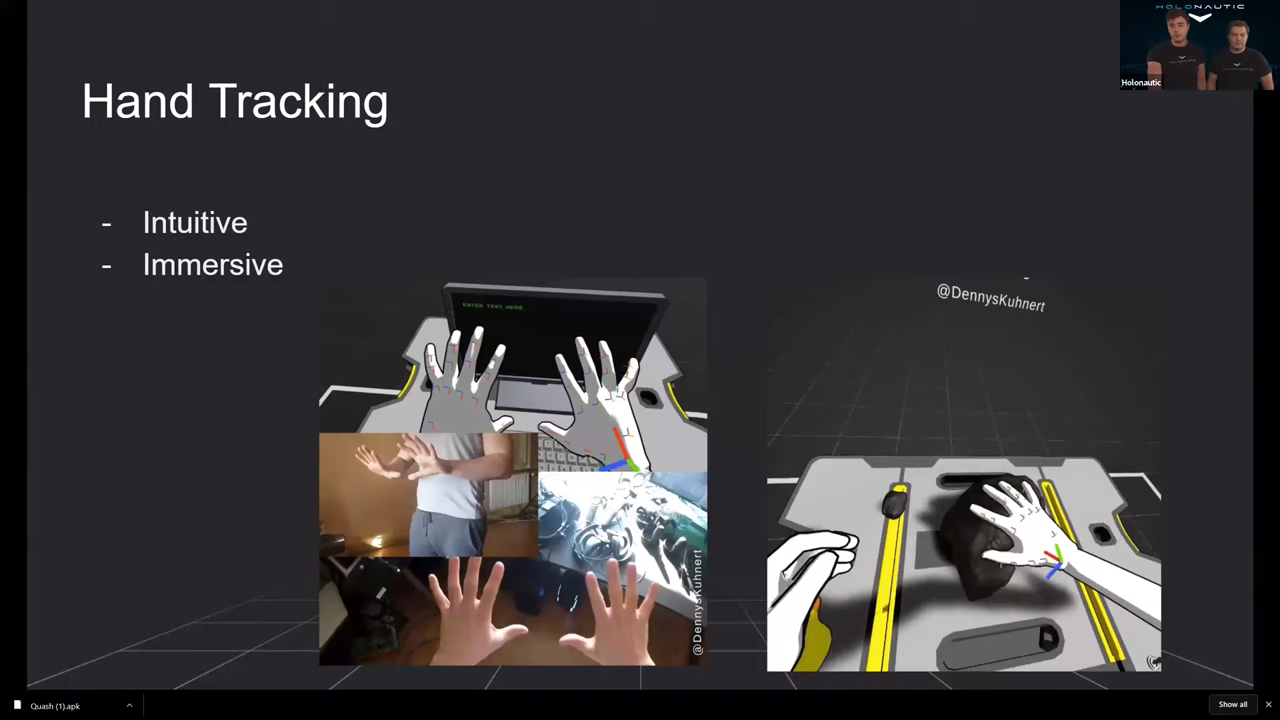 HOLONAUTIC
Holonautic
Hand Tracking
- Intuitive
- Immersive
ENTER TEXT HERE
@DennysKuhnert
@DennysKuhnert
Quash (1).apk
Show all